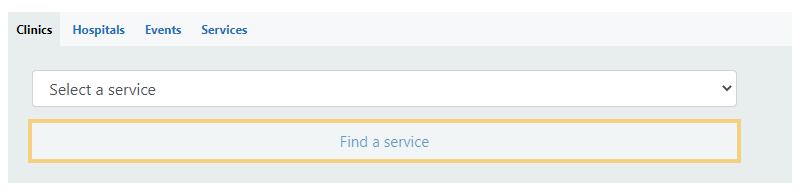 Clinics Hospitals Events Services
Select a service
Find a service